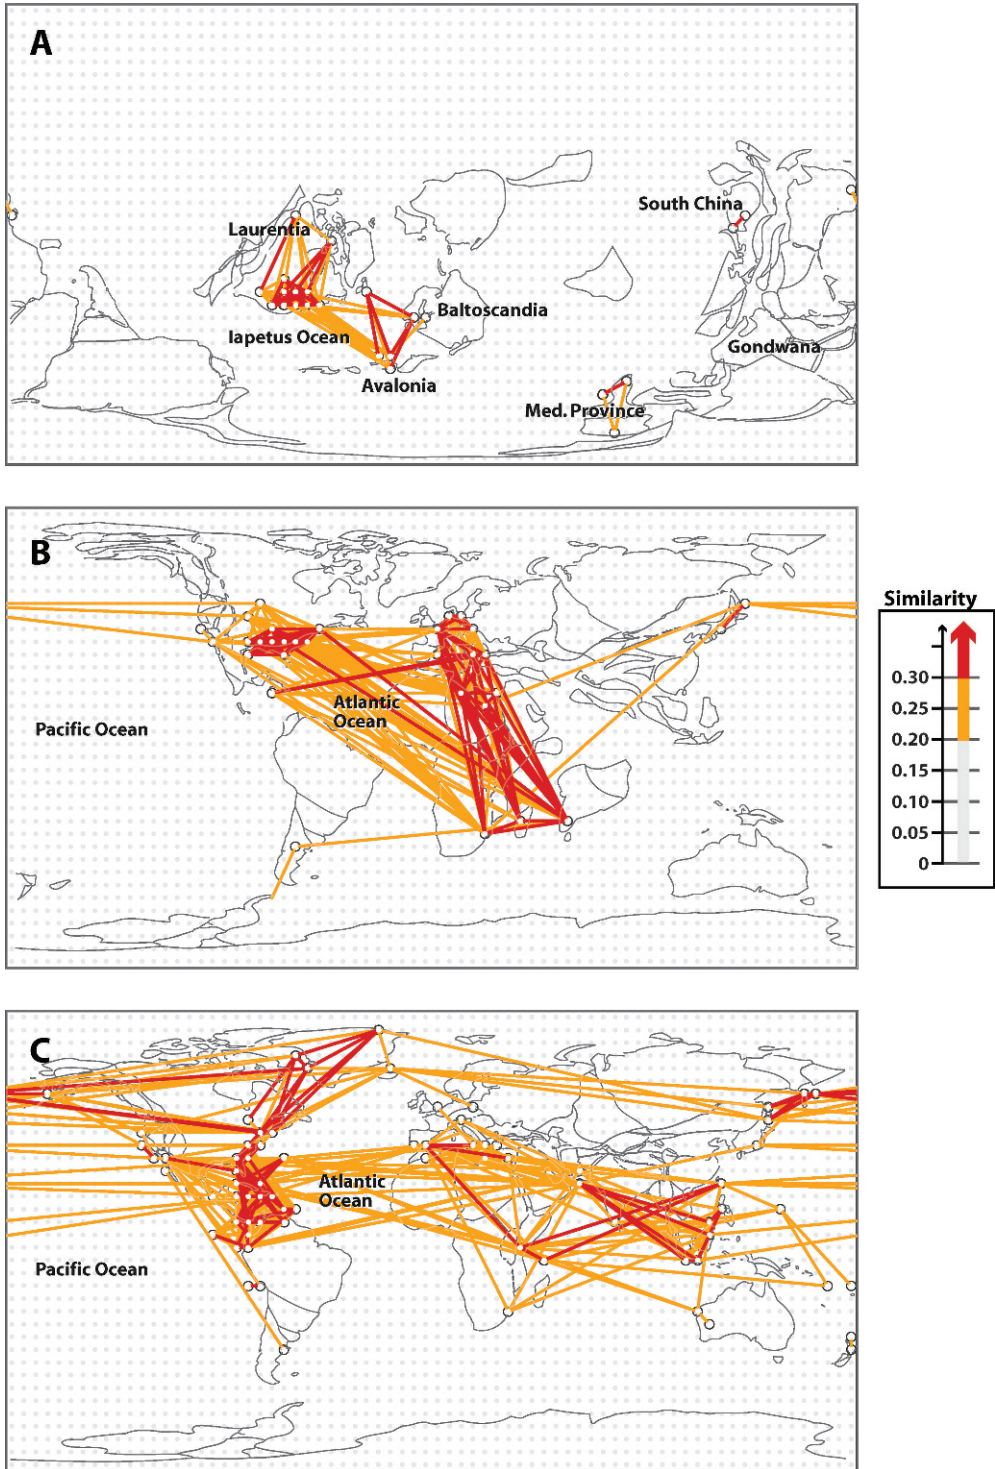 A
Laurentia
South China
Iapetus Ocean
Baltoscandia
Gondwana
Avalonia
Med. Province
B
Atlantic
Ocean
Pacific Ocean
Similarity
0.30
0.25
0.20
0.15
0.10
0.05
0
C
Atlantic
Ocean
Pacific Ocean